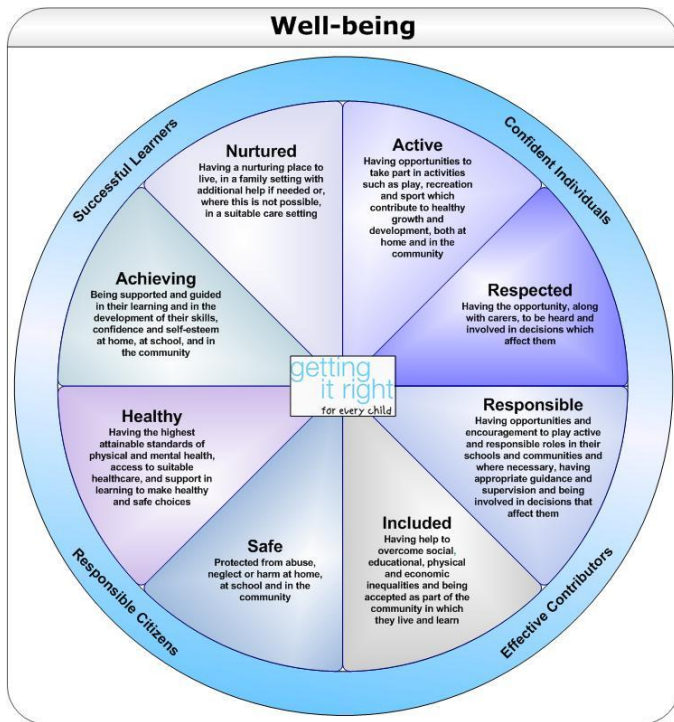 Well-being
Successful Learners
Confident Individuals
Nurtured
Having a nurturing place to
live, in a family setting with
additional help if needed or,
where this is not possible,
in a suitable care setting
Active
Having opportunities to
take part in activities
such as play, recreation
and sport which
contribute to healthy
growth and
development, both at
home and in the
community
Achieving
Being supported and guided
in their learning and in the
development of their skills,
confidence and self-esteem
at home, at school, and in
the community
Respected
Having the opportunity, along
with carers, to be heard and
involved in decisions which
affect them
getting
it right
for every child
Healthy
Having the highest
attainable standards of
physical and mental health,
access to suitable
healthcare, and support in
learning to make healthy
and safe choices
Responsible
Having opportunities and
encouragement to play active
and responsible roles in their
schools and communities and
where necessary, having
appropriate guidance and
supervision and being
involved in decisions that
affect them
Safe
Protected from abuse,
neglect or harm at home,
at school and in the
community
Included
Having help to
overcome social,
educational, physical
and economic
inequalities and being
accepted as part of the
community in which
they live and learn
Responsible Citizens
Effective Contributors